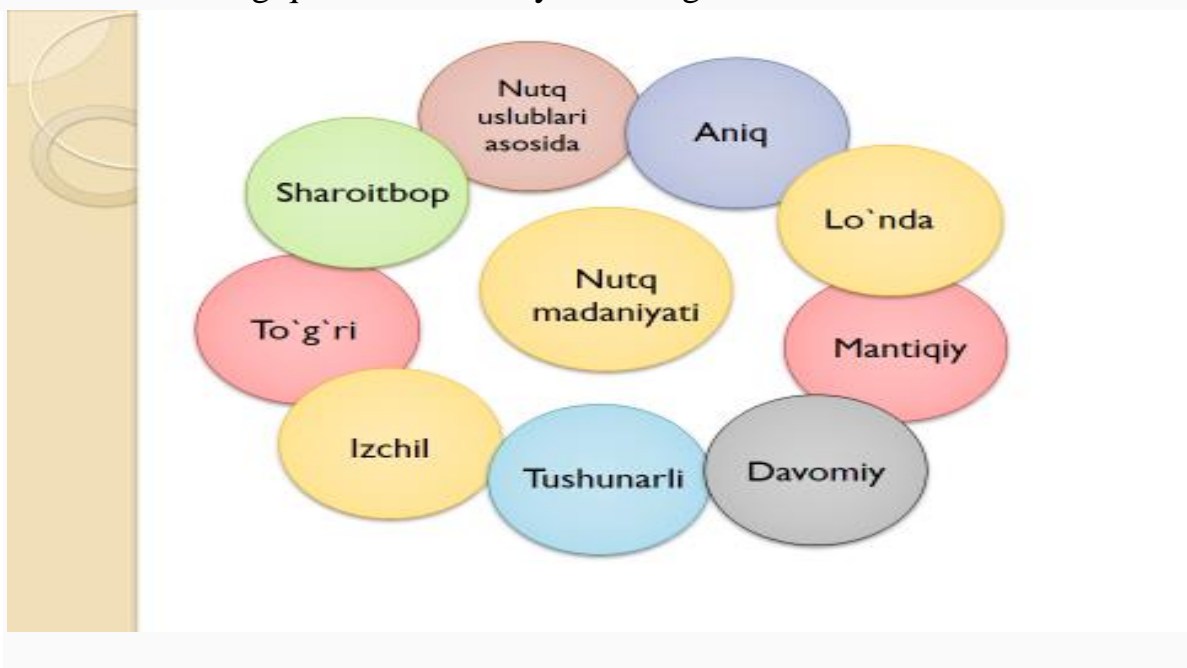 Nutq
uslublari
asosida
Aniq
Lo`nda
Mantiqiy
Davomiy
Tushunarli
Izchil
To`g`ri
Sharoitbop
Nutq
madaniyati